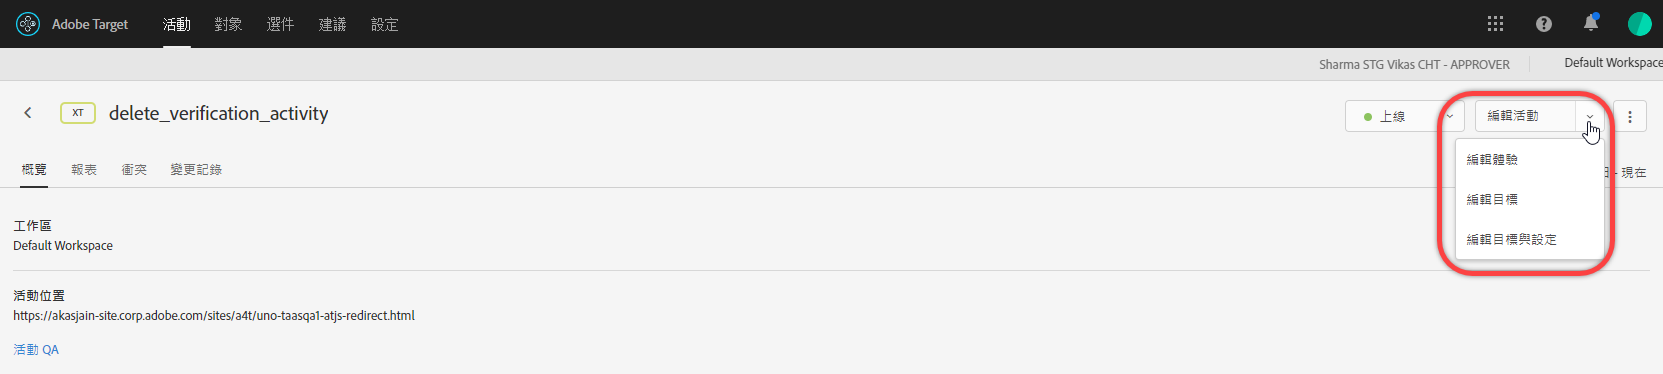 Adobe Target 活動 對象 選件 建議 設定
Sharma STG Vikas CHT - APPROVER Default Workspace
XT delete_verification_activity 上線 編輯活動
編輯體驗
概覽 報表 衝突 變更記錄 - 現在
編輯目標
工作區
Default Workspace
編輯目標與設定
活動位置
https://akasjain-site.corp.adobe.com/sites/a4t/uno-taasqa1-atjs-redirect.html
活動 QA